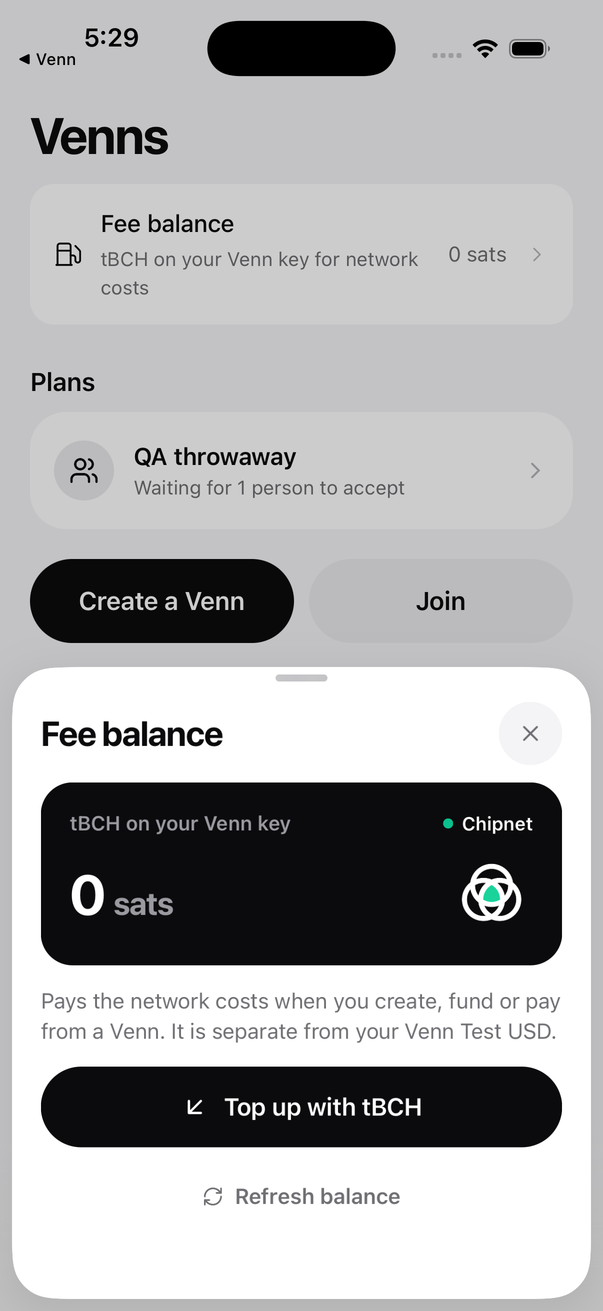 5:29
◀ Venn
Venns
Fee balance
tBCH on your Venn key for network
costs
0 sats
Plans
QA throwaway
Waiting for 1 person to accept
Create a Venn
Join
Fee balance
tBCH on your Venn key
Chipnet
0 sats
Pays the network costs when you create, fund or pay
from a Venn. It is separate from your Venn Test USD.
Top up with tBCH
Refresh balance